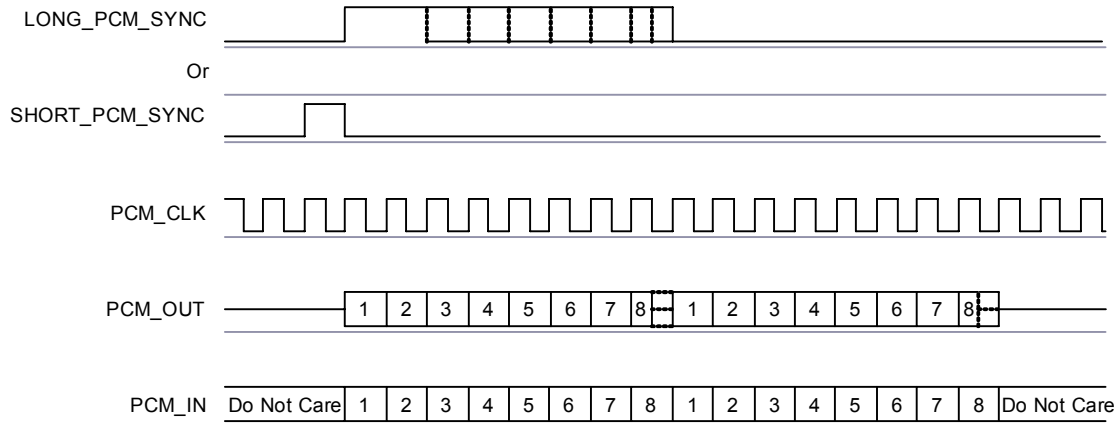 LONG_PCM_SYNC
Or
SHORT_PCM_SYNC
PCM_CLK
PCM_OUT 1 2 3 4 5 6 7 8 1 2 3 4 5 6 7 8
PCM_IN Do Not Care 1 2 3 4 5 6 7 8 1 2 3 4 5 6 7 8 Do Not Care